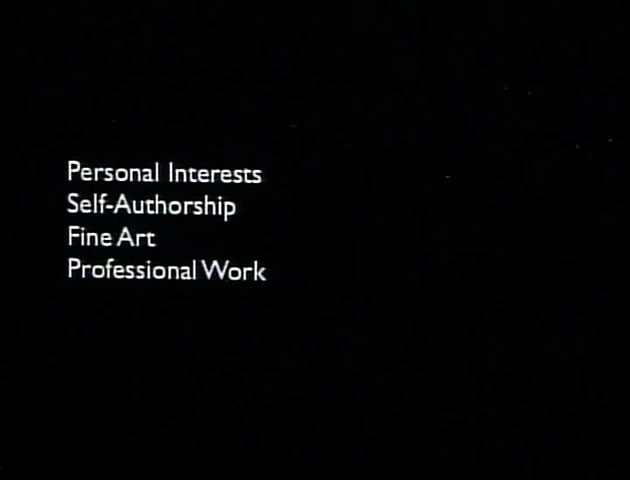 Personal Interests
Self-Authorship
Fine Art
Professional Work